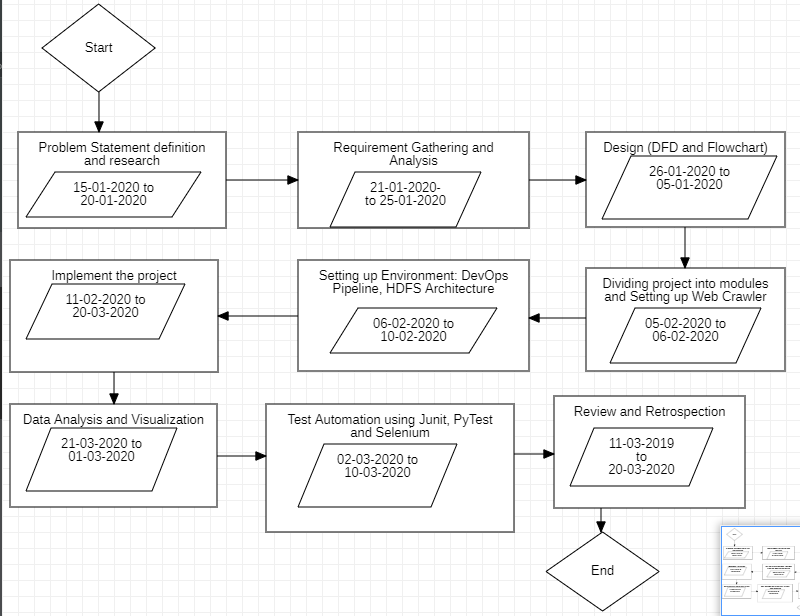 Start
Problem Statement definition
and research
15-01-2020 to
20-01-2020
Requirement Gathering and
Analysis
21-01-2020-
to 25-01-2020
Design (DFD and Flowchart)
26-01-2020 to
05-01-2020
Dividing project into modules
and Setting up Web Crawler
05-02-2020 to
06-02-2020
Setting up Environment: DevOps
Pipeline, HDFS Architecture
06-02-2020 to
10-02-2020
Implement the project
11-02-2020 to
20-03-2020
Data Analysis and Visualization
21-03-2020 to
01-03-2020
Test Automation using Junit, PyTest
and Selenium
02-03-2020 to
10-03-2020
Review and Retrospection
11-03-2019
to
20-03-2020
End